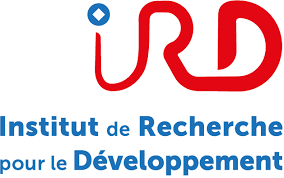 iRD
Institut de Recherche
pour le Développement